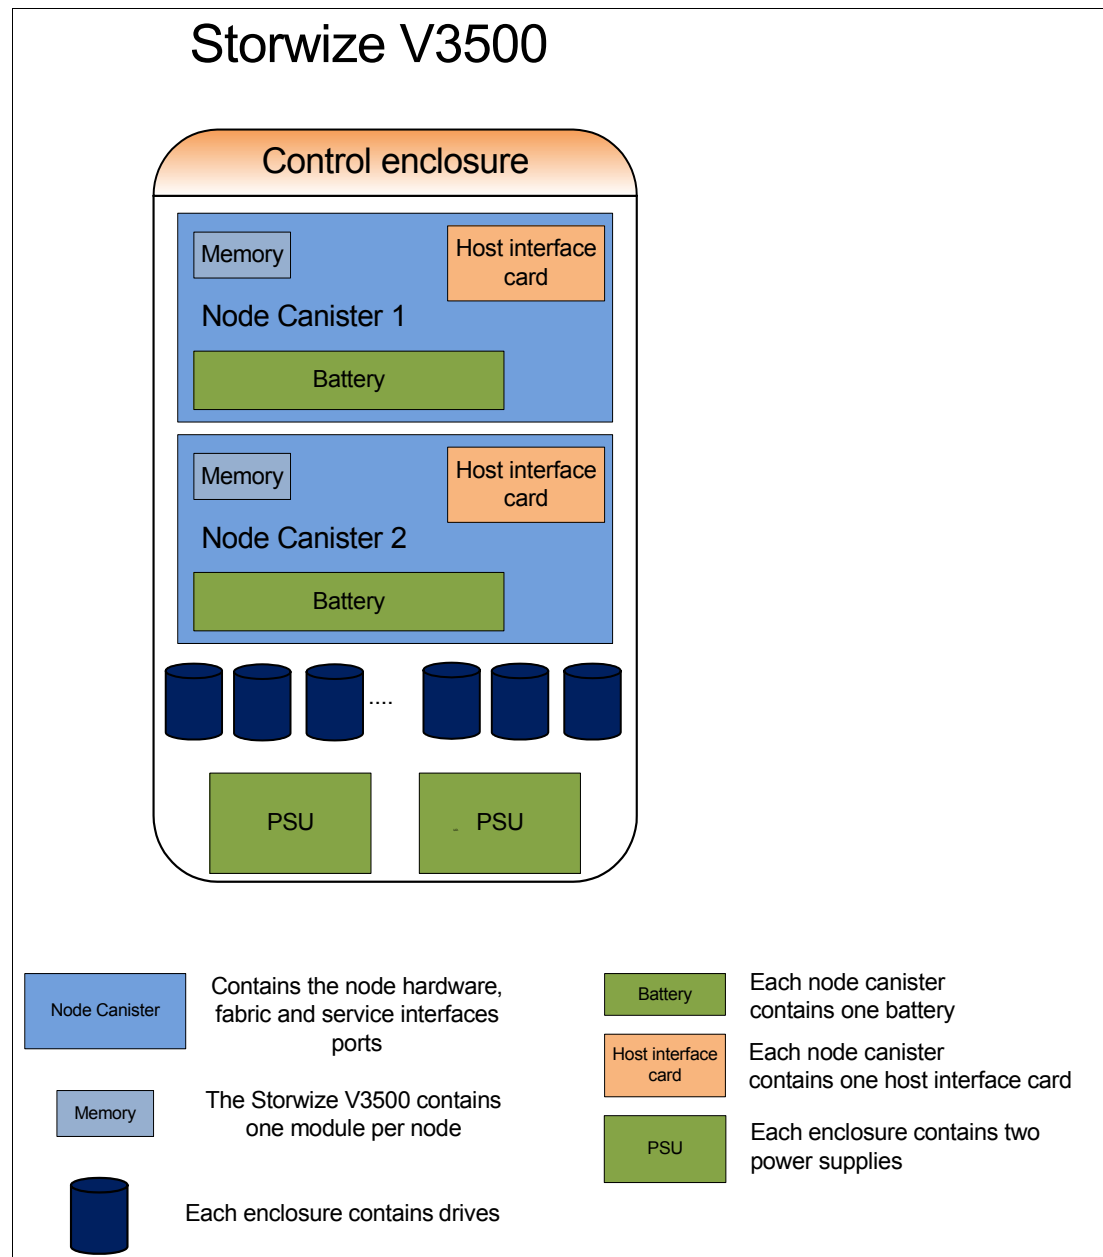 Storwize V3500
Control enclosure
Memory
Host interface
card
Node Canister 1
Battery
Memory
Host interface
card
Node Canister 2
Battery
....
PSU
- PSU
Node Canister
Contains the node hardware,
fabric and service interfaces
ports
Memory
The Storwize V3500 contains
one module per node
Each enclosure contains drives
Battery
Each node canister
contains one battery
Host interface
card
Each node canister
contains one host interface card
PSU
Each enclosure contains two
power supplies